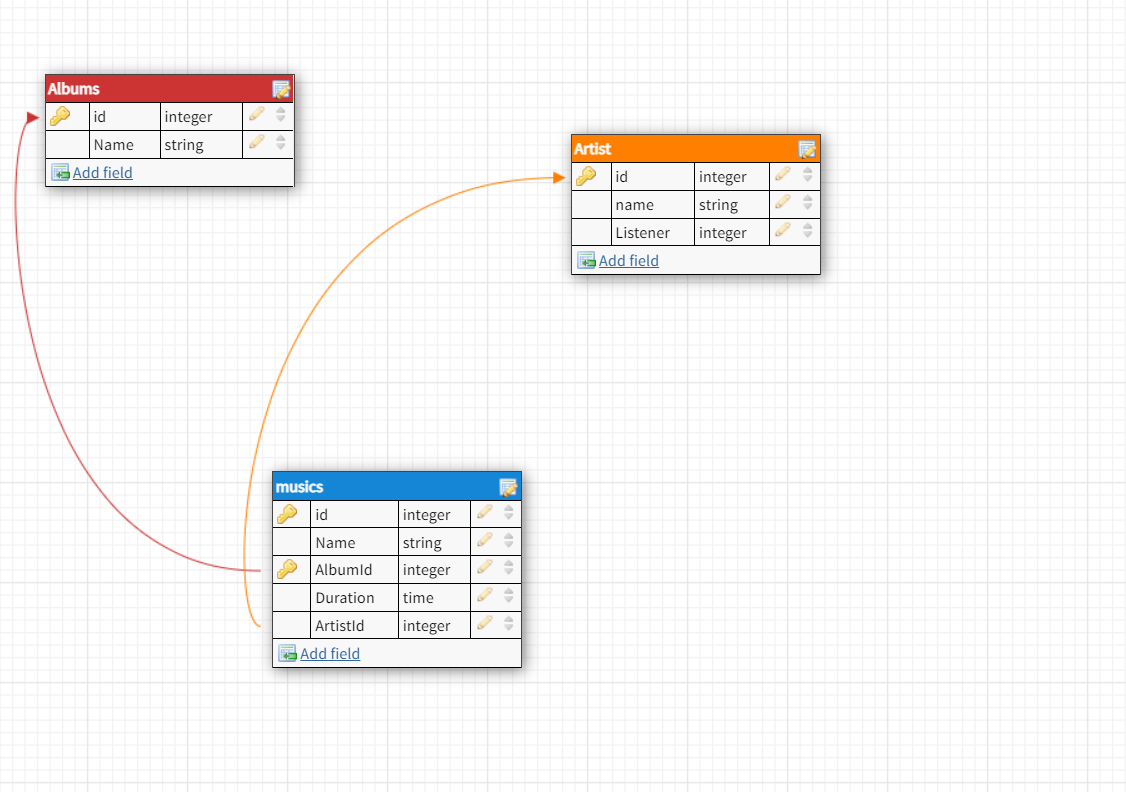 Albums
id integer
Name string
Add field
Artist
id integer
name string
Listener integer
Add field
musics
id integer
Name string
AlbumId integer
Duration time
ArtistId integer
Add field